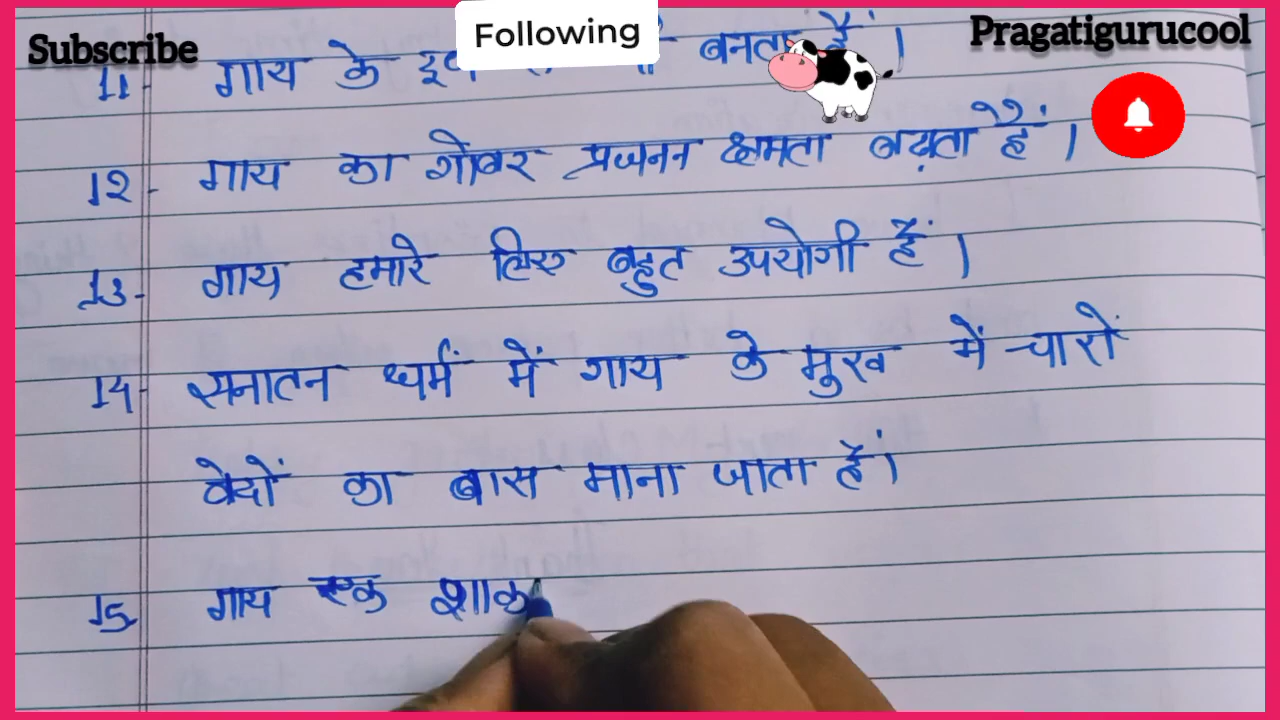 Subscribe
Following
Pragatigurucool
11- गाय के बनता हैं ।
12- गाय का गोबर प्रजनन क्षमता बढ़ता हैं ।
13- गाय हमारे लिए बहुत उपयोगी हैं ।
14- सनातन धर्म में गाय के मुख में चारों
वेदों का बास माना जाता हैं।
15 गाय एक शाक